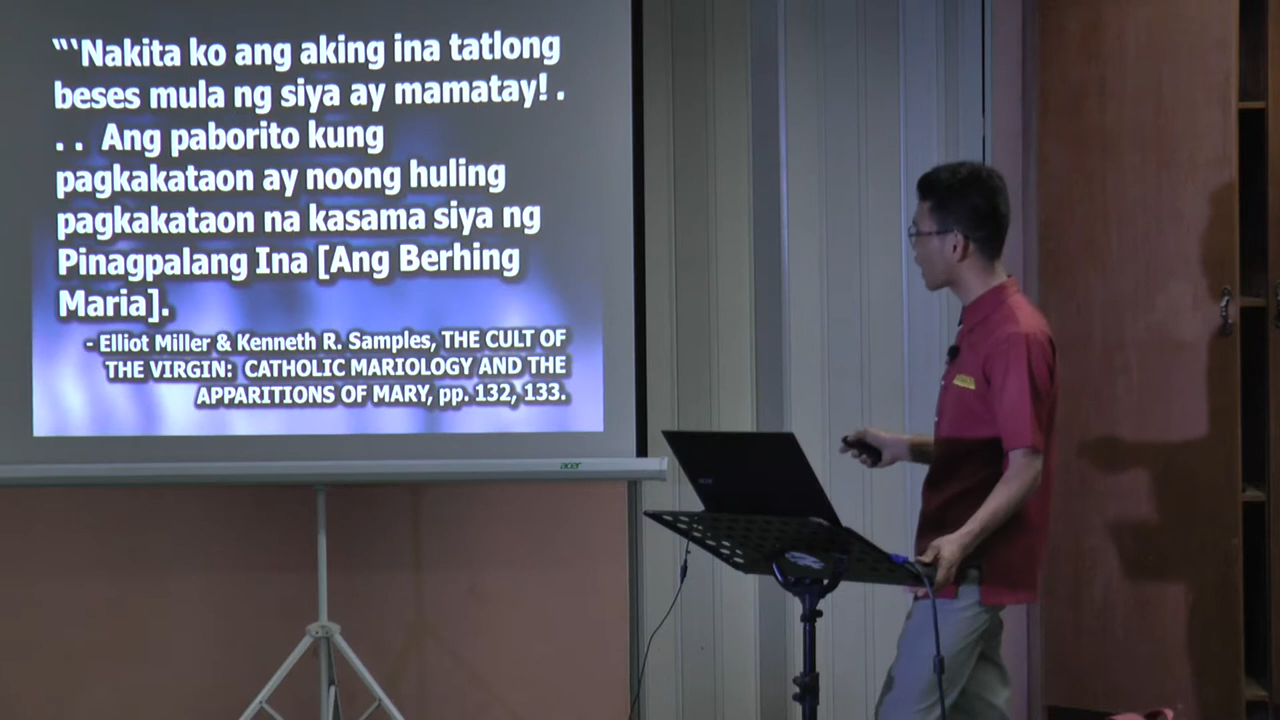 "'Nakita ko ang aking ina tatlong
beses mula ng siya ay mamatay! .
. . Ang paborito kung
pagkakataon ay noong huling
pagkakataon na kasama siya ng
Pinagpalang Ina [Ang Berhing
Maria].
- Elliot Miller & Kenneth R. Samples, THE CULT OF
THE VIRGIN: CATHOLIC MARIOLOGY AND THE
APPARITIONS OF MARY, pp. 132, 133.
acer